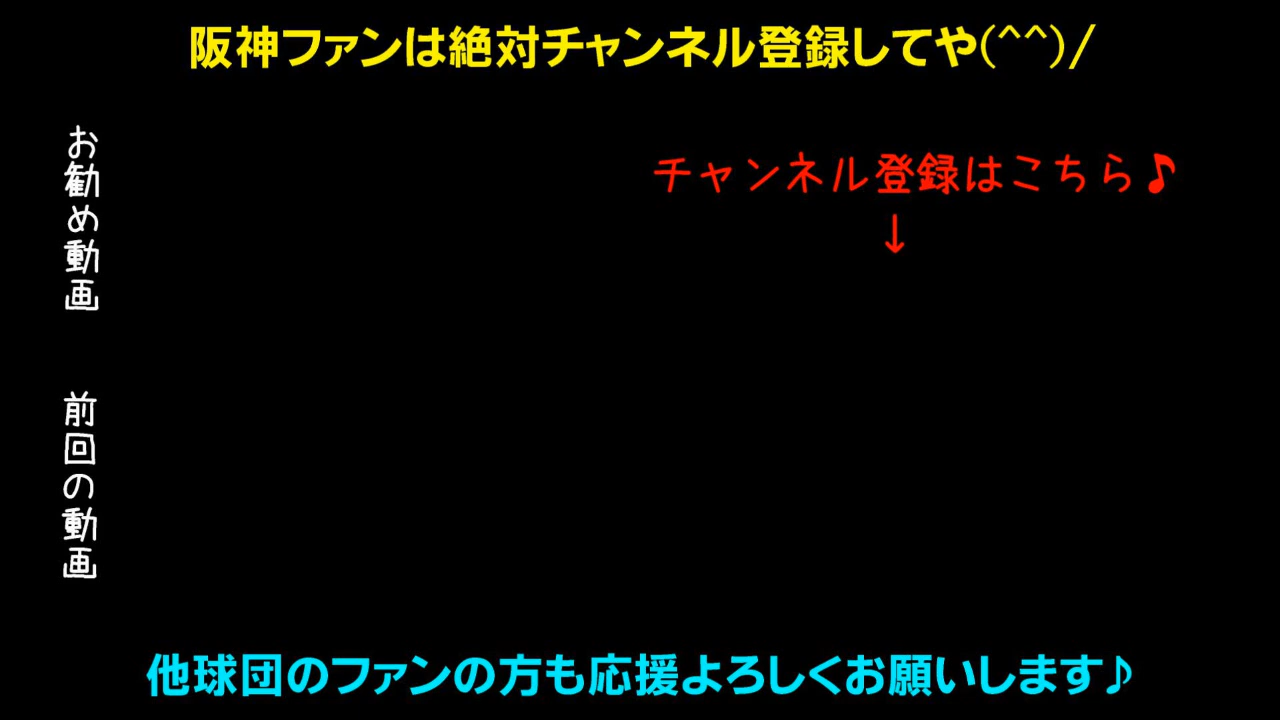 阪神ファンは絶対チャンネル登録してや(^^)/
お勧め動画
チャンネル登録はこちら♪
↓
前回の動画
他球団のファンの方も応援よろしくお願いします♪